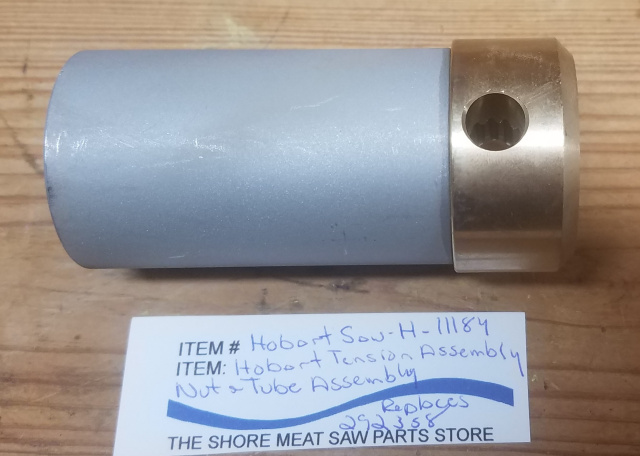 ITEM # Hobart Saw-H-11184
ITEM: Hobart Tension Assembly
Nut & Tube Assembly
Replaces
292358
THE SHORE MEAT SAW PARTS STORE